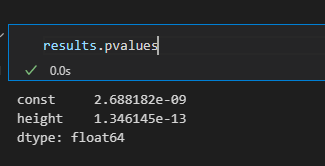 results.pvalues
0.0s
const 2.688182e-09
height 1.346145e-13
dtype: float64